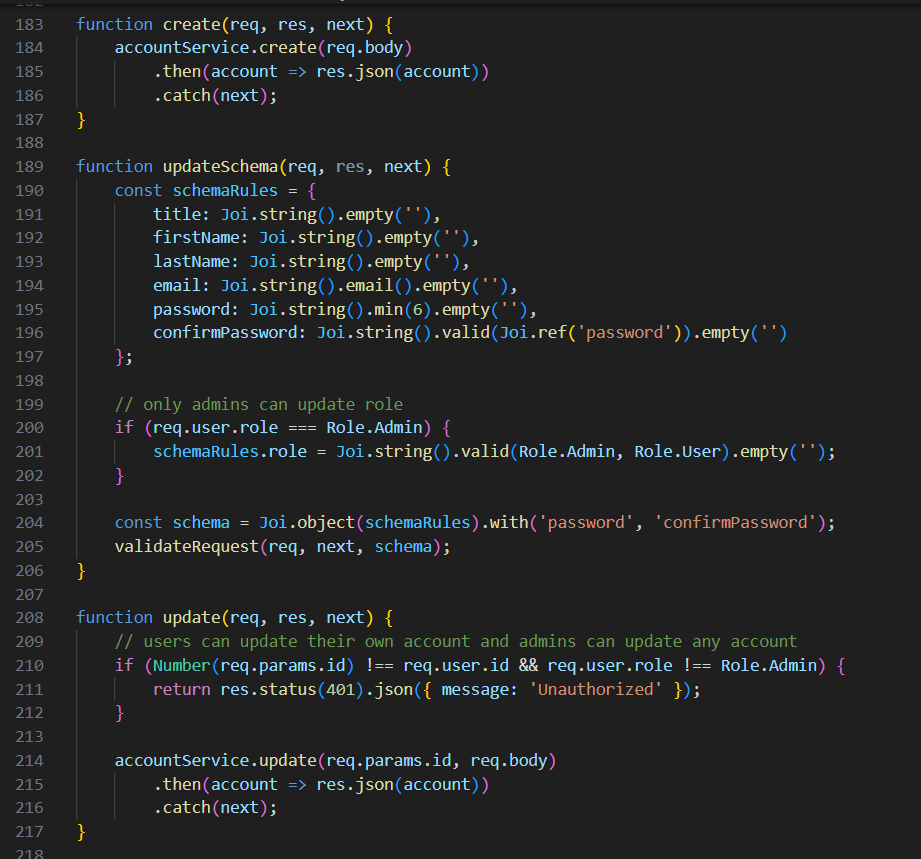 183 function create(req, res, next) {
184     accountService.create(req.body)
185         .then(account => res.json(account))
186         .catch(next);
187 }
188
189 function updateSchema(req, res, next) {
190     const schemaRules = {
191         title: Joi.string().empty(''),
192         firstName: Joi.string().empty(''),
193         lastName: Joi.string().empty(''),
194         email: Joi.string().email().empty(''),
195         password: Joi.string().min(6).empty(''),
196         confirmPassword: Joi.string().valid(Joi.ref('password')).empty('')
197     };
198
199     // only admins can update role
200     if (req.user.role === Role.Admin) {
201         schemaRules.role = Joi.string().valid(Role.Admin, Role.User).empty('');
202     }
203
204     const schema = Joi.object(schemaRules).with('password', 'confirmPassword');
205     validateRequest(req, next, schema);
206 }
207
208 function update(req, res, next) {
209     // users can update their own account and admins can update any account
210     if (Number(req.params.id) !== req.user.id && req.user.role !== Role.Admin) {
211         return res.status(401).json({ message: 'Unauthorized' });
212     }
213
214     accountService.update(req.params.id, req.body)
215         .then(account => res.json(account))
216         .catch(next);
217 }
218